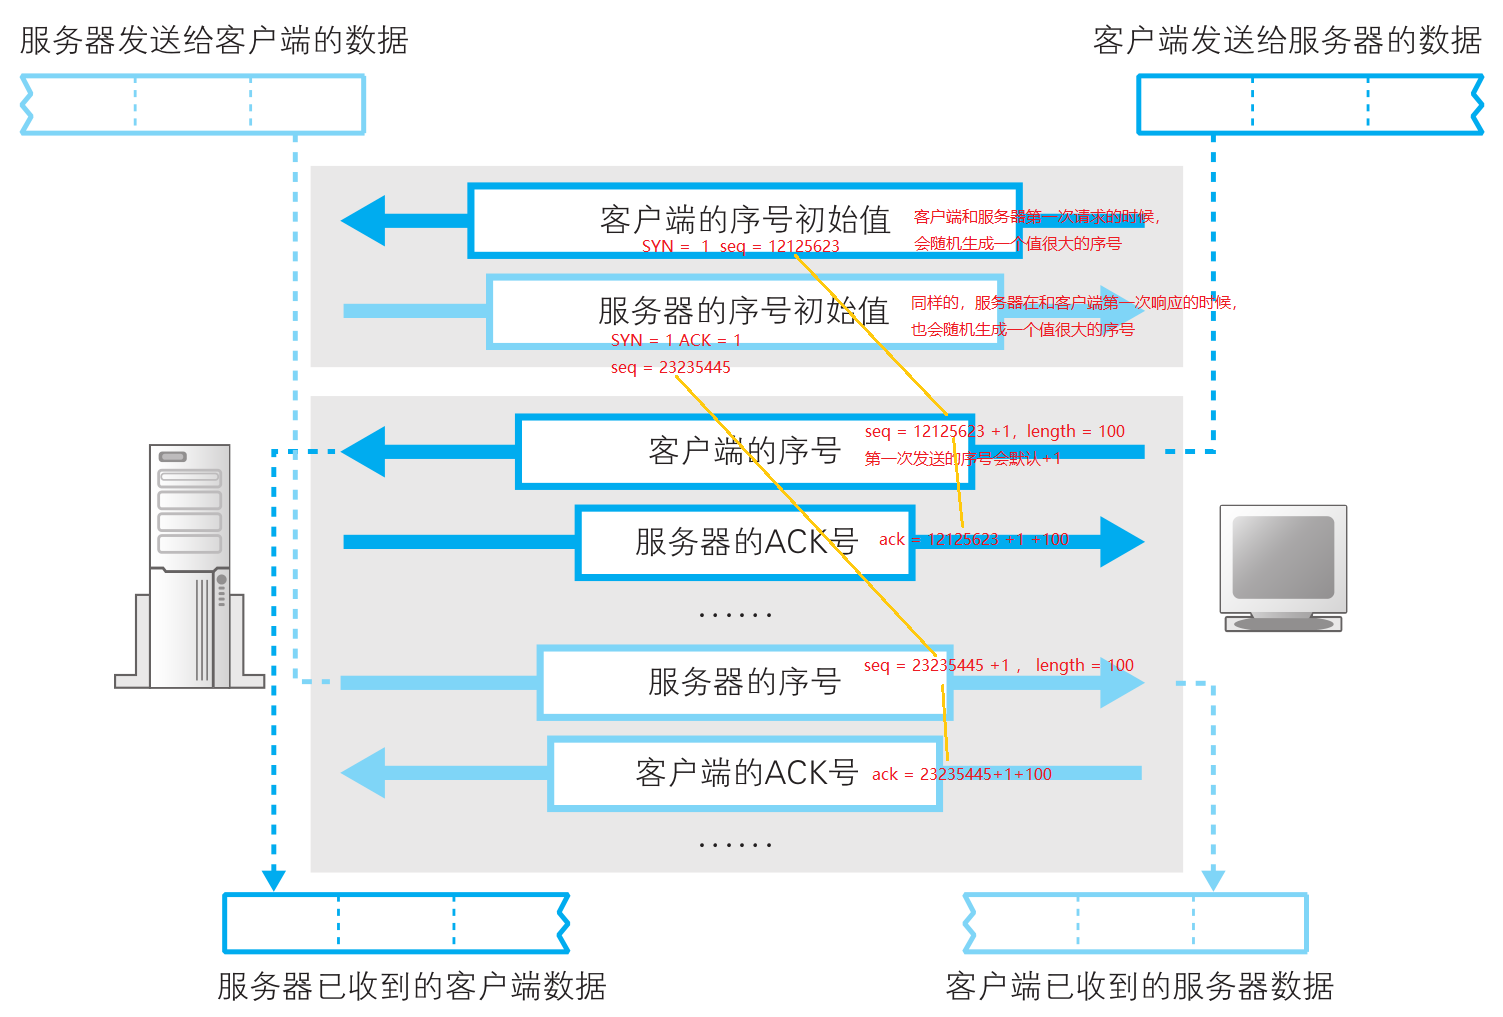 服务器发送给客户端的数据
客户端发送给服务器的数据
客户端的序号初始值
SYN = 1 seq = 12125623
客户端和服务器第一次请求的时候，
会随机生成一个值很大的序号
服务器的序号初始值
同样的，服务器在和客户端第一次响应的时候，
也会随机生成一个值很大的序号
SYN = 1 ACK = 1
seq = 23235445
客户端的序号
seq = 12125623 +1，length = 100
第一次发送的序号会默认+1
服务器的ACK号
ack = 12125623 +1 +100
......
服务器的序号
seq = 23235445 +1 ， length = 100
客户端的ACK号
ack = 23235445+1+100
......
服务器已收到的客户端数据
客户端已收到的服务器数据